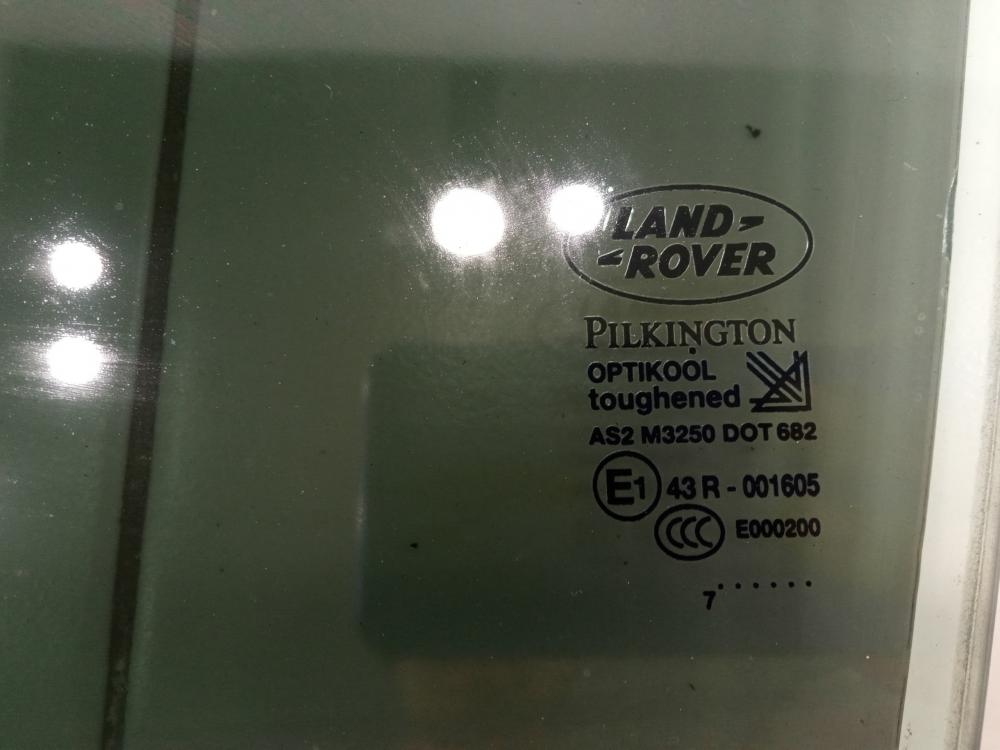 LAND
ROVER
PILKINGTON
OPTIKOOL
toughened
AS2 M3250 DOT 682
E1 43 R - 001605
CCC E000200
7 ......